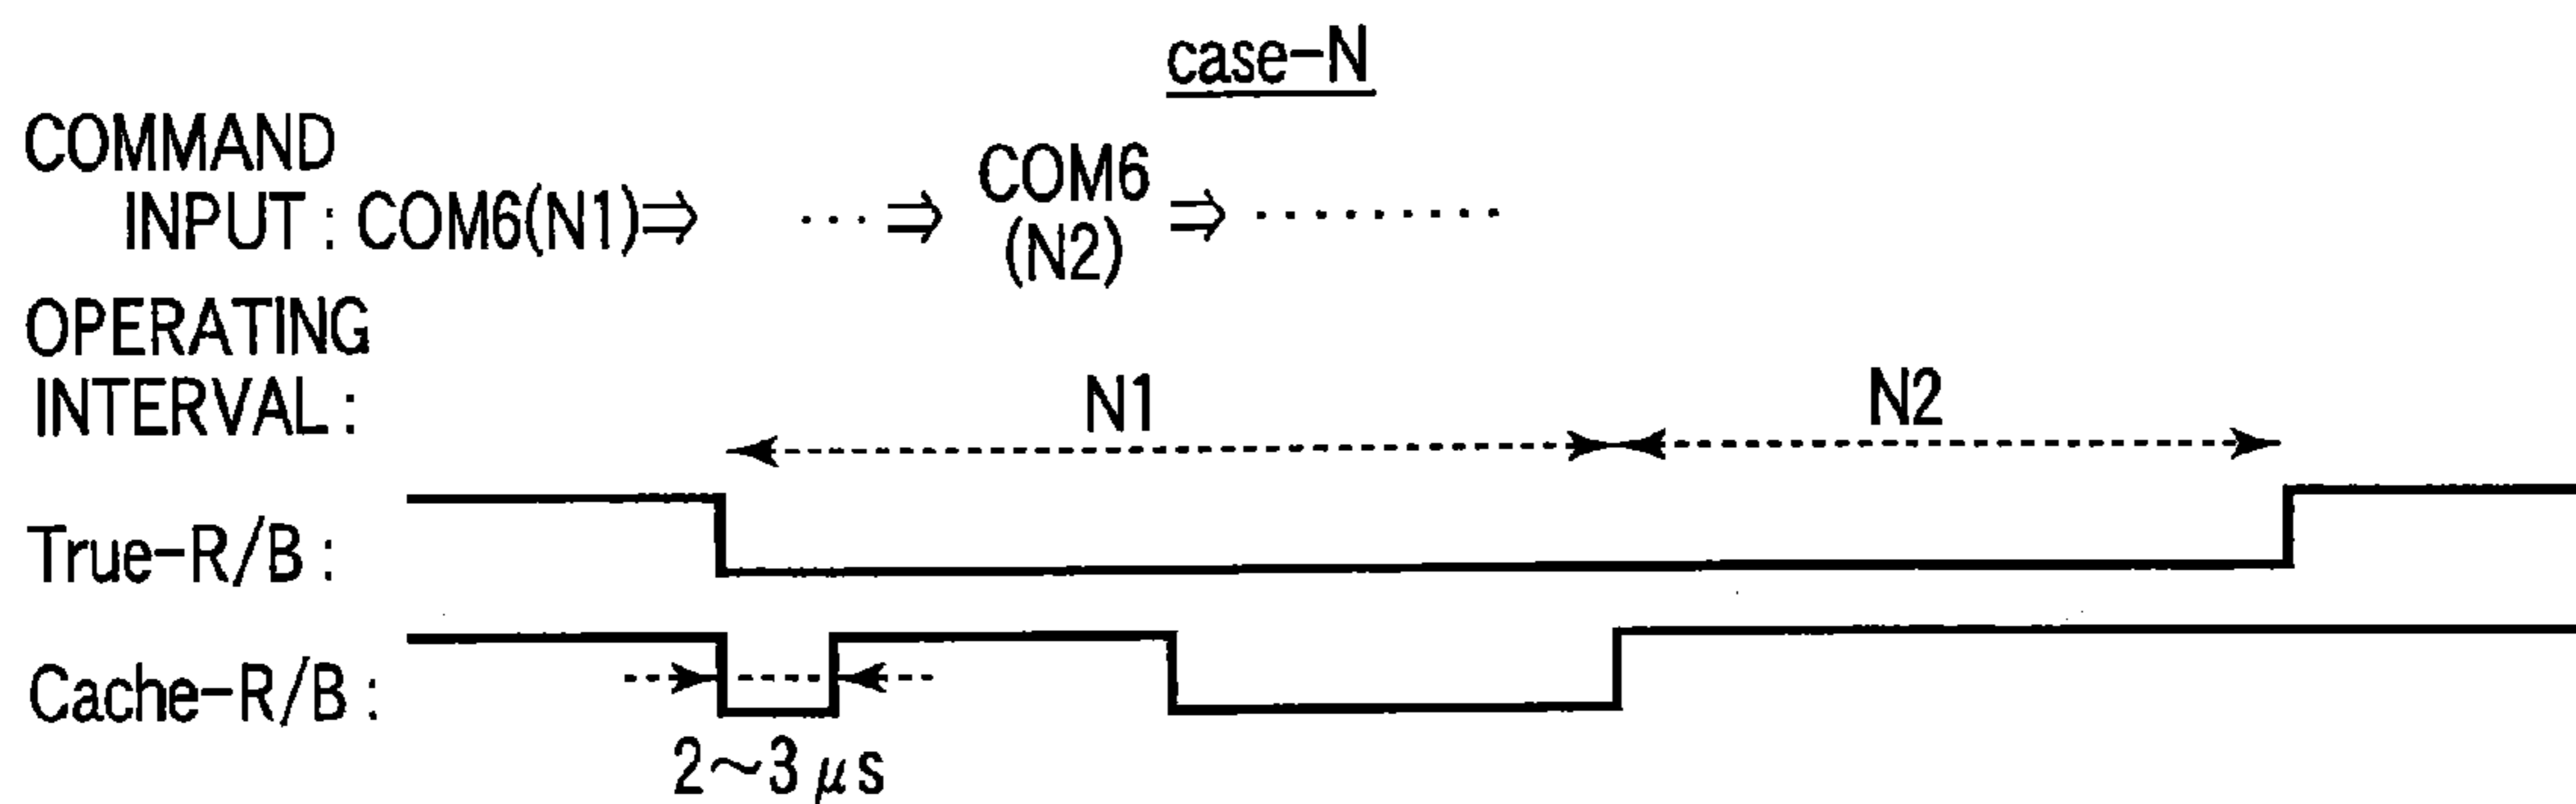 case-N
COMMAND
INPUT : COM6(N1)⇒ ... ⇒ COM6 (N2) ⇒ .........
OPERATING
INTERVAL :
N1 N2
True-R/B :
Cache-R/B :
2~3 μs